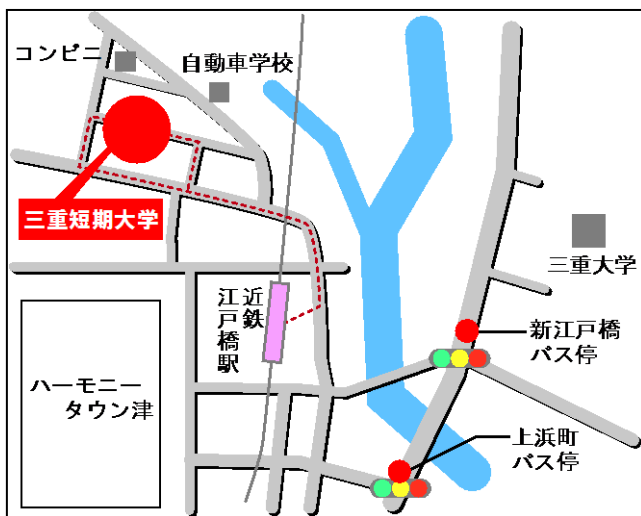 コンビニ
自動車学校
三重短期大学
三重大学
近鉄
江戸橋駅
新江戸橋
バス停
ハーモニー
タウン津
上浜町
バス停